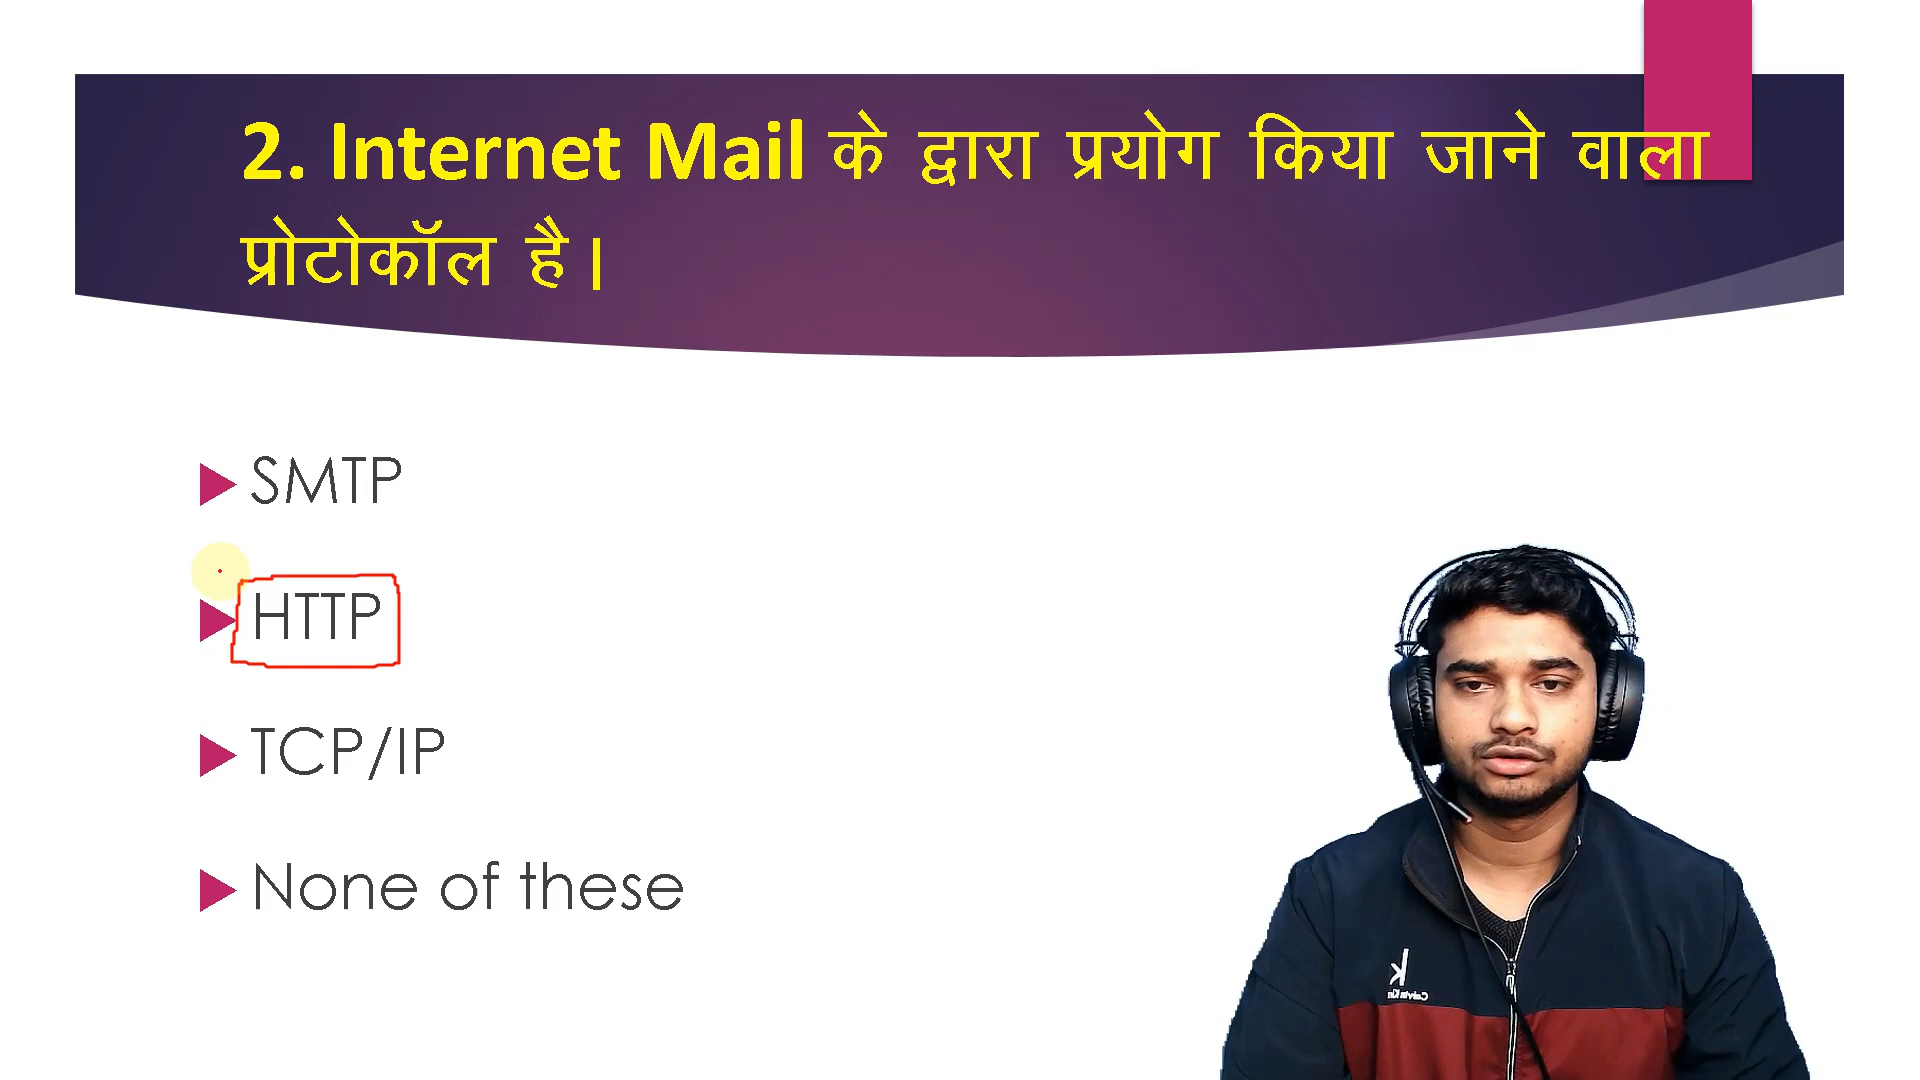 2. Internet Mail के द्वारा प्रयोग किया जाने वाला
प्रोटोकॉल है।
SMTP
HTTP
TCP/IP
None of these
k